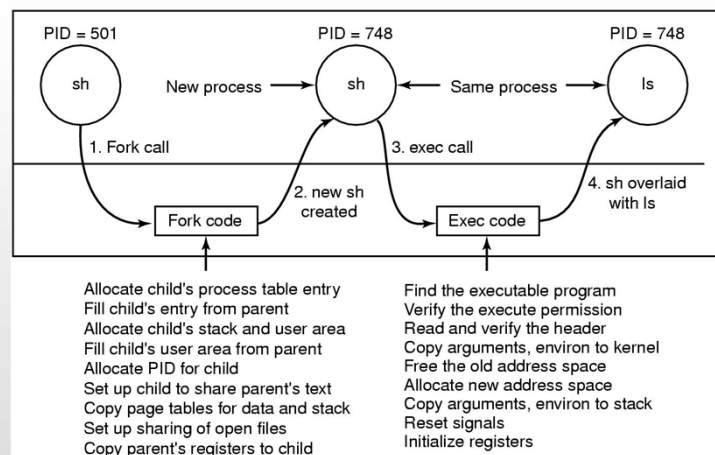 PID = 501
PID = 748
PID = 748
sh
New process
sh
Same process
ls
1. Fork call
3. exec call
2. new sh
created
4. sh overlaid
with ls
Fork code
Exec code
Allocate child's process table entry
Fill child's entry from parent
Allocate child's stack and user area
Fill child's user area from parent
Allocate PID for child
Set up child to share parent's text
Copy page tables for data and stack
Set up sharing of open files
Copy parent's registers to child
Find the executable program
Verify the execute permission
Read and verify the header
Copy arguments, environ to kernel
Free the old address space
Allocate new address space
Copy arguments, environ to stack
Reset signals
Initialize registers